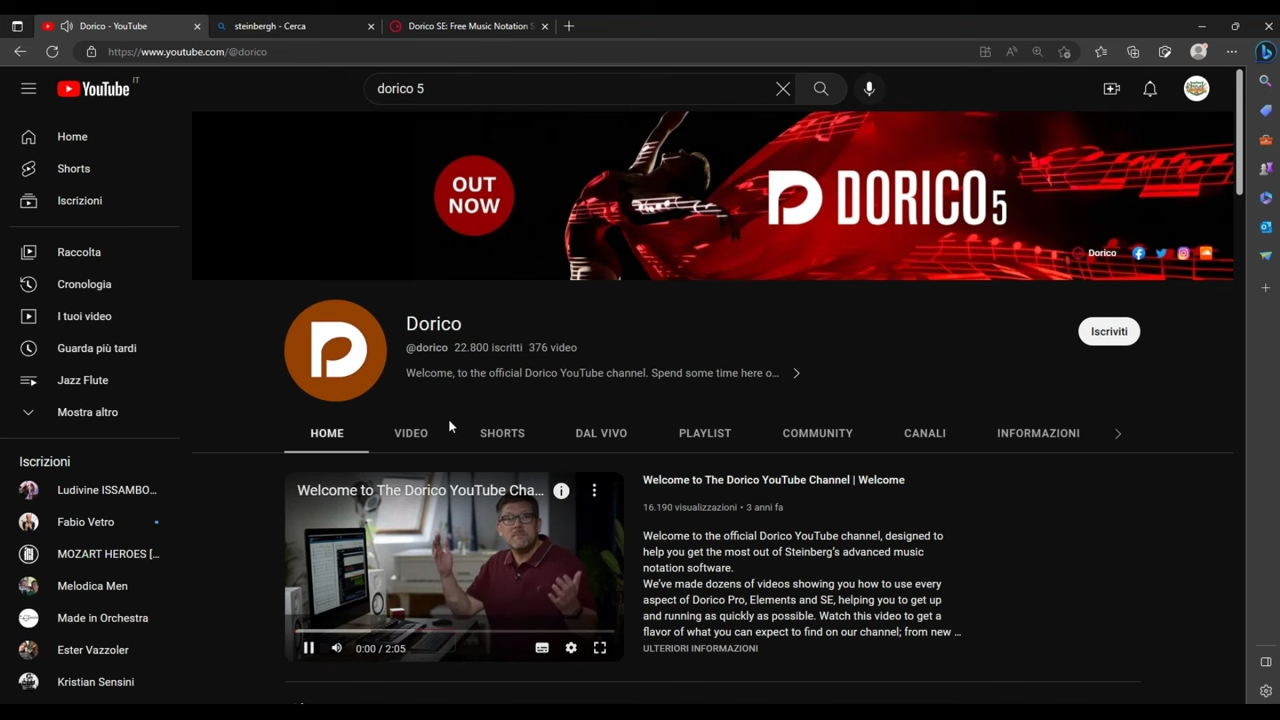 Dorico - YouTube
steinbergh - Cerca
Dorico SE: Free Music Notation S
https://www.youtube.com/@dorico
YouTube IT
dorico 5
Home
Shorts
Iscrizioni
Raccolta
Cronologia
I tuoi video
Guarda più tardi
Jazz Flute
Mostra altro
Iscrizioni
Ludivine ISSAMBO...
Fabio Vetro
MOZART HEROES [...
Melodica Men
Made in Orchestra
Ester Vazzoler
Kristian Sensini
OUT
NOW
DORICO 5
Dorico
Dorico
@dorico 22.800 iscritti 376 video
Welcome, to the official Dorico YouTube channel. Spend some time here o...
Iscriviti
HOME VIDEO SHORTS DAL VIVO PLAYLIST COMMUNITY CANALI INFORMAZIONI
Welcome to The Dorico YouTube Cha...
0:00 / 2:05
Welcome to The Dorico YouTube Channel | Welcome
16.190 visualizzazioni • 3 anni fa
Welcome to the official Dorico YouTube channel, designed to
help you get the most out of Steinberg's advanced music
notation software.
We've made dozens of videos showing you how to use every
aspect of Dorico Pro, Elements and SE, helping you to get up
and running as quickly as possible. Watch this video to get a
flavor of what you can expect to find on our channel; from new ...
ULTERIORI INFORMAZIONI